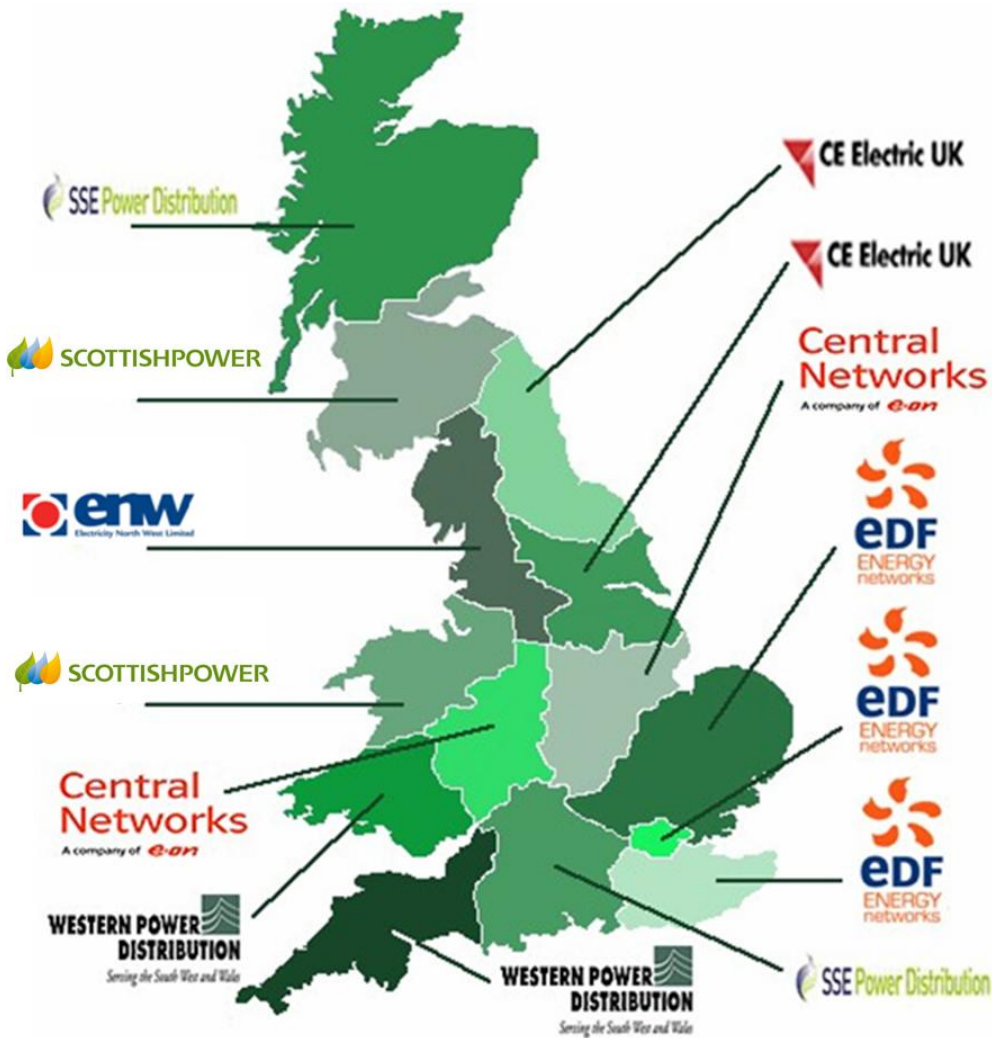 CE Electric UK
SSE Power Distribution
CE Electric UK
SCOTTISHPOWER
Central
Networks
A company of e-on
eDF
ENERGY
networks
enw
Electricity North West Limited
SCOTTISHPOWER
eDF
ENERGY
networks
Central
Networks
A company of e-on
eDF
ENERGY
networks
WESTERN POWER
DISTRIBUTION
Serving the South West and Wales
WESTERN POWER
DISTRIBUTION
Serving the South West and Wales
SSE Power Distribution